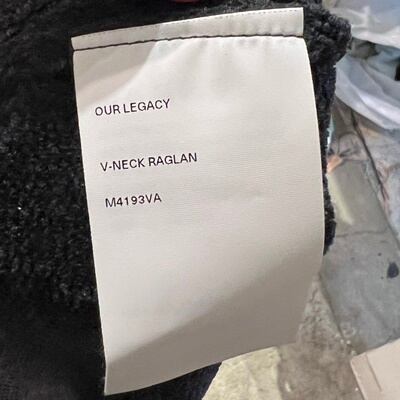 OUR LEGACY
V-NECK RAGLAN
M4193VA